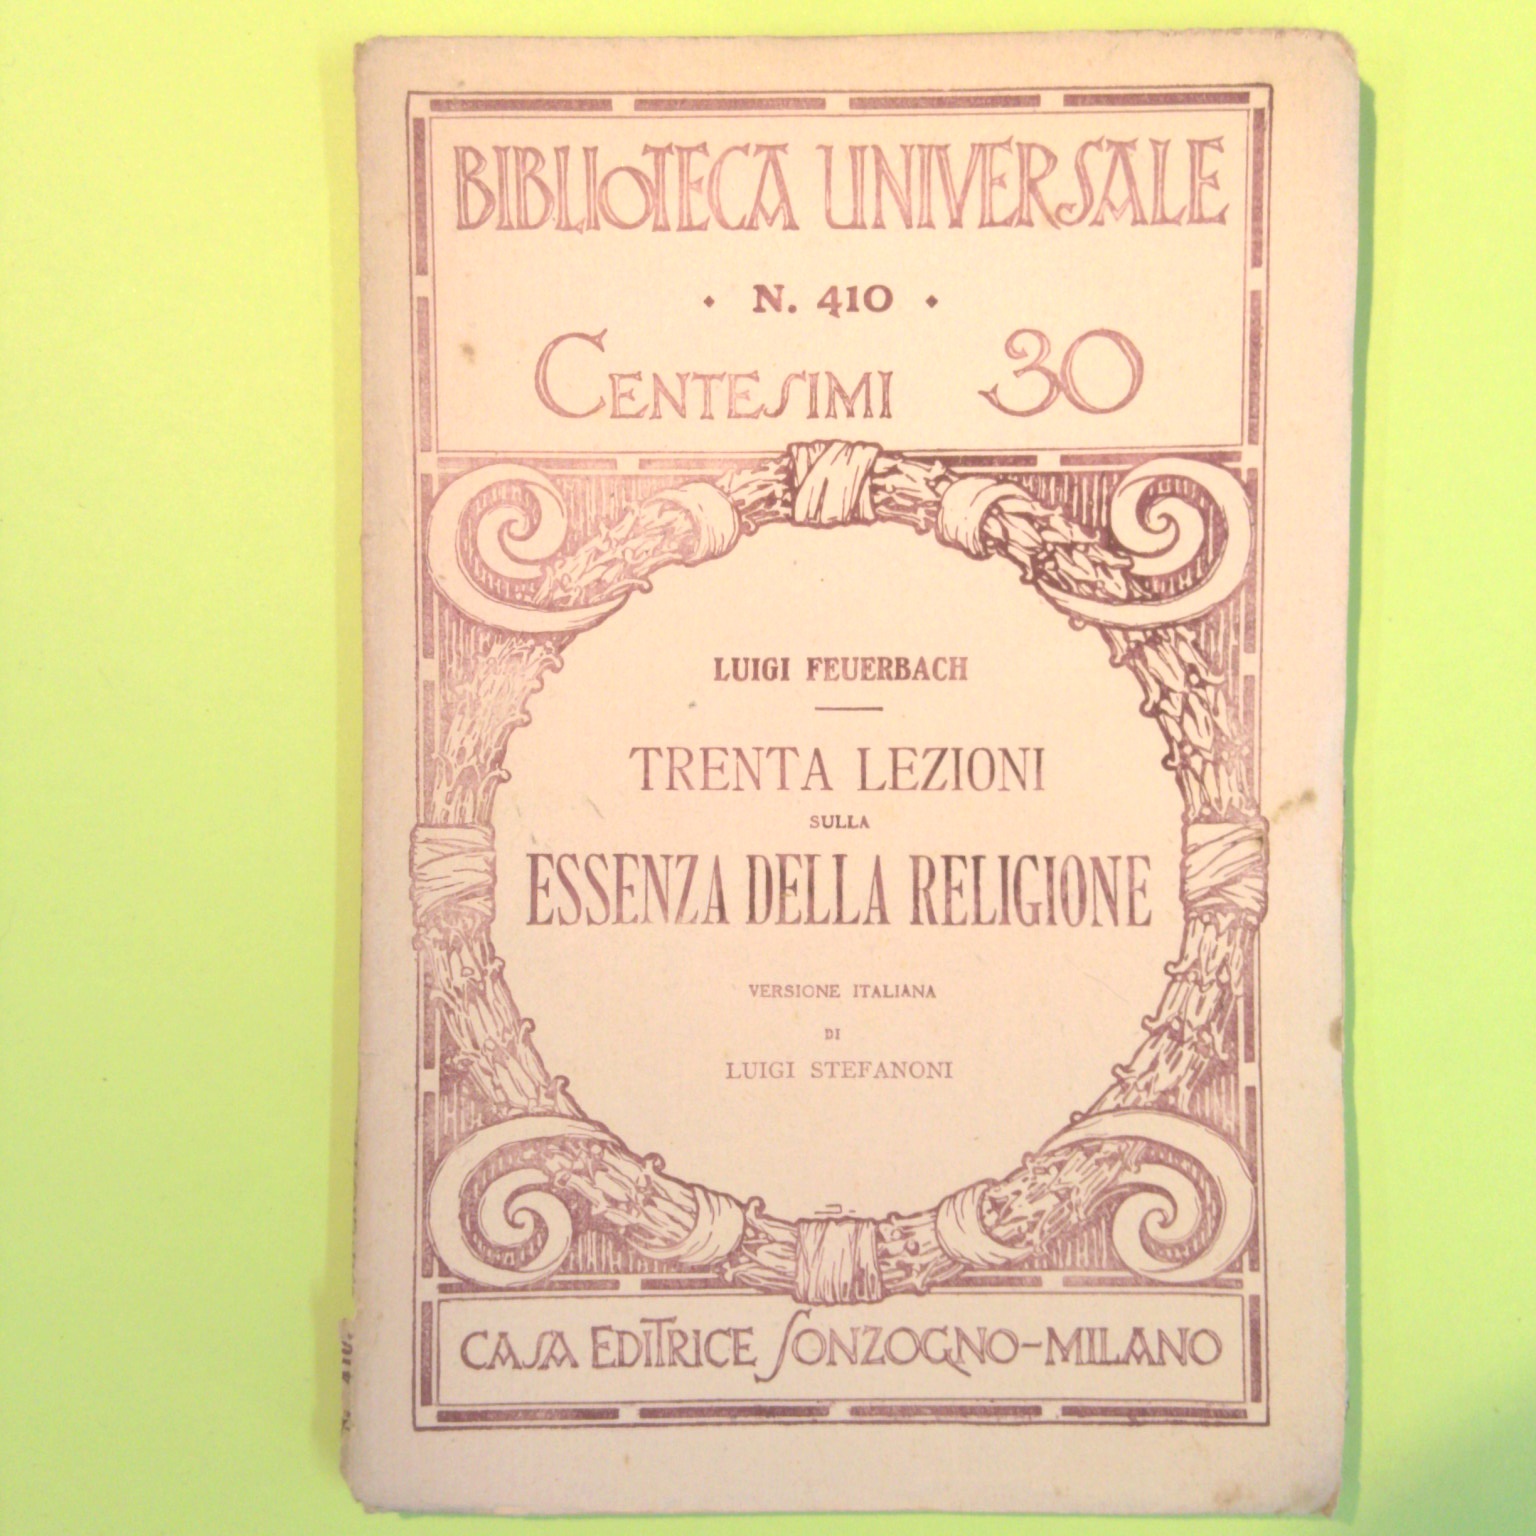 BIBLIOTECA UNIVERSALE
N. 410
CENTESIMI 30
LUIGI FEUERBACH
TRENTA LEZIONI
SULLA
ESSENZA DELLA RELIGIONE
VERSIONE ITALIANA
DI
LUIGI STEFANONI
CASA EDITRICE SONZOGNO-MILANO